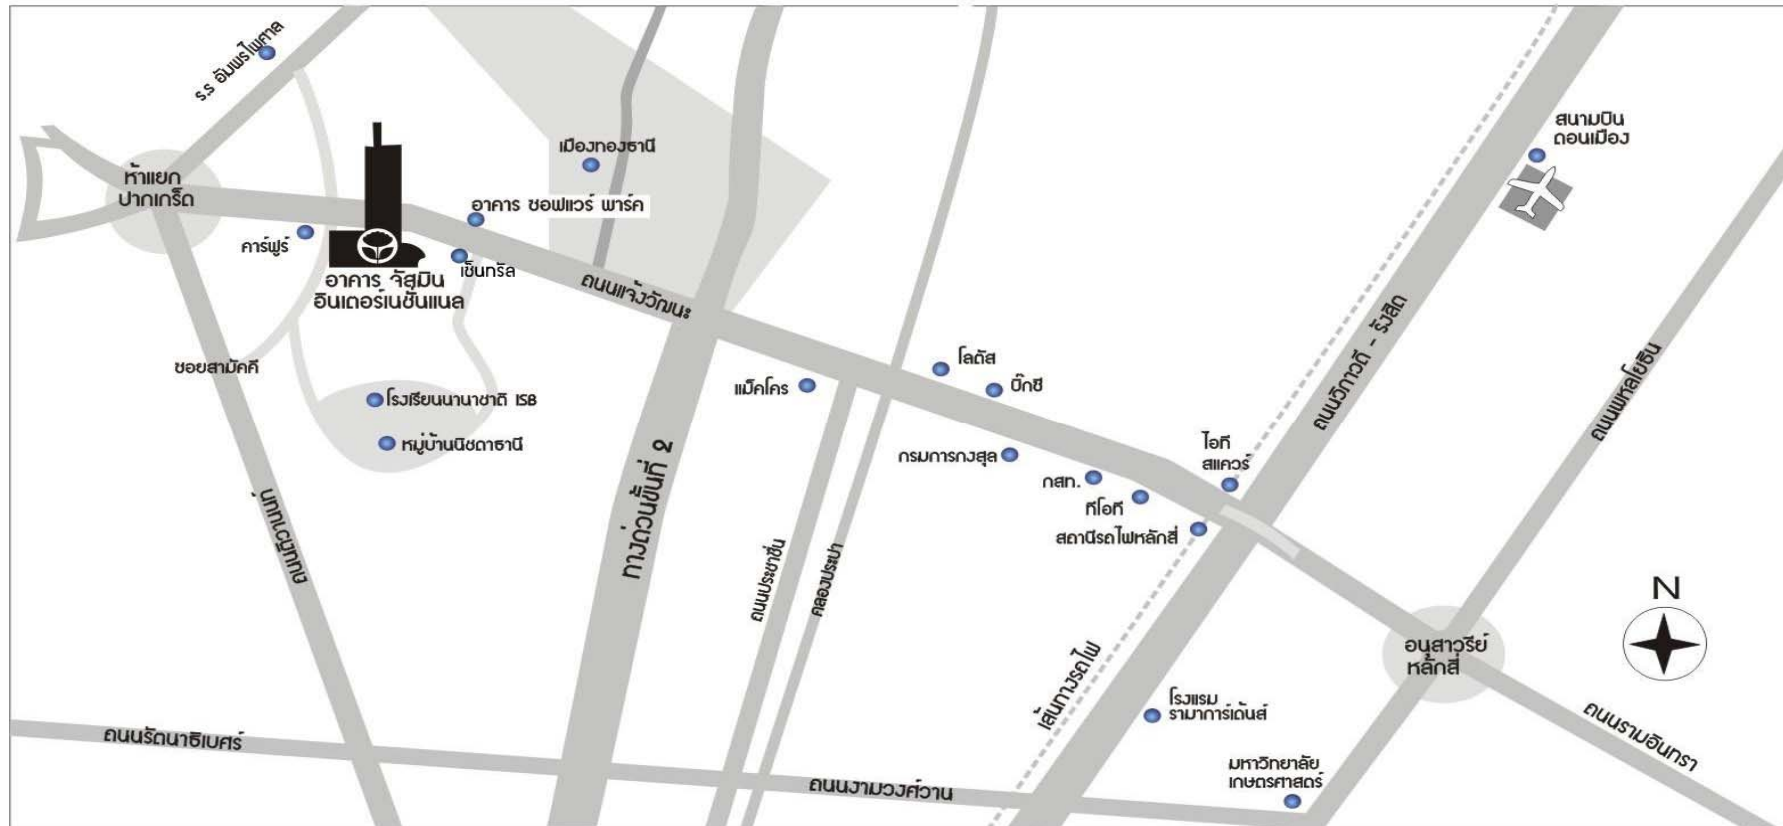 ร.ร อัมพรไพศาล
ห้าแยก
ปากเกร็ด
คาร์ฟูร์
อาคาร จัสมิน
อินเตอร์เนชั่นแนล
เมืองทองธานี
อาคาร ซอฟแวร์ พาร์ค
เซ็นทรัล
ถนนแจ้งวัฒนะ
สนามบิน
ดอนเมือง
ซอยสามัคคี
โรงเรียนนานาชาติ ISB
หมู่บ้านนิชดาธานี
แม็คโคร
โลตัส
บิ๊กซี
ถนนวิภาวดี - รังสิต
ถนนพหลโยธิน
กรมการกงสุล
กสท.
ทีโอที
ไอที
สแควร์
สถานีรถไฟหลักสี่
ถนนติวานนท์
ทางด่วนขั้นที่ 2
ถนนประชาชื่น
คลองประปา
N
อนุสาวรีย์
หลักสี่
เส้นทางรถไฟ
โรงแรม
รามาการ์เด้นส์
ถนนรามอินทรา
ถนนรัตนาธิเบศร์
ถนนงามวงศ์วาน
มหาวิทยาลัย
เกษตรศาสตร์